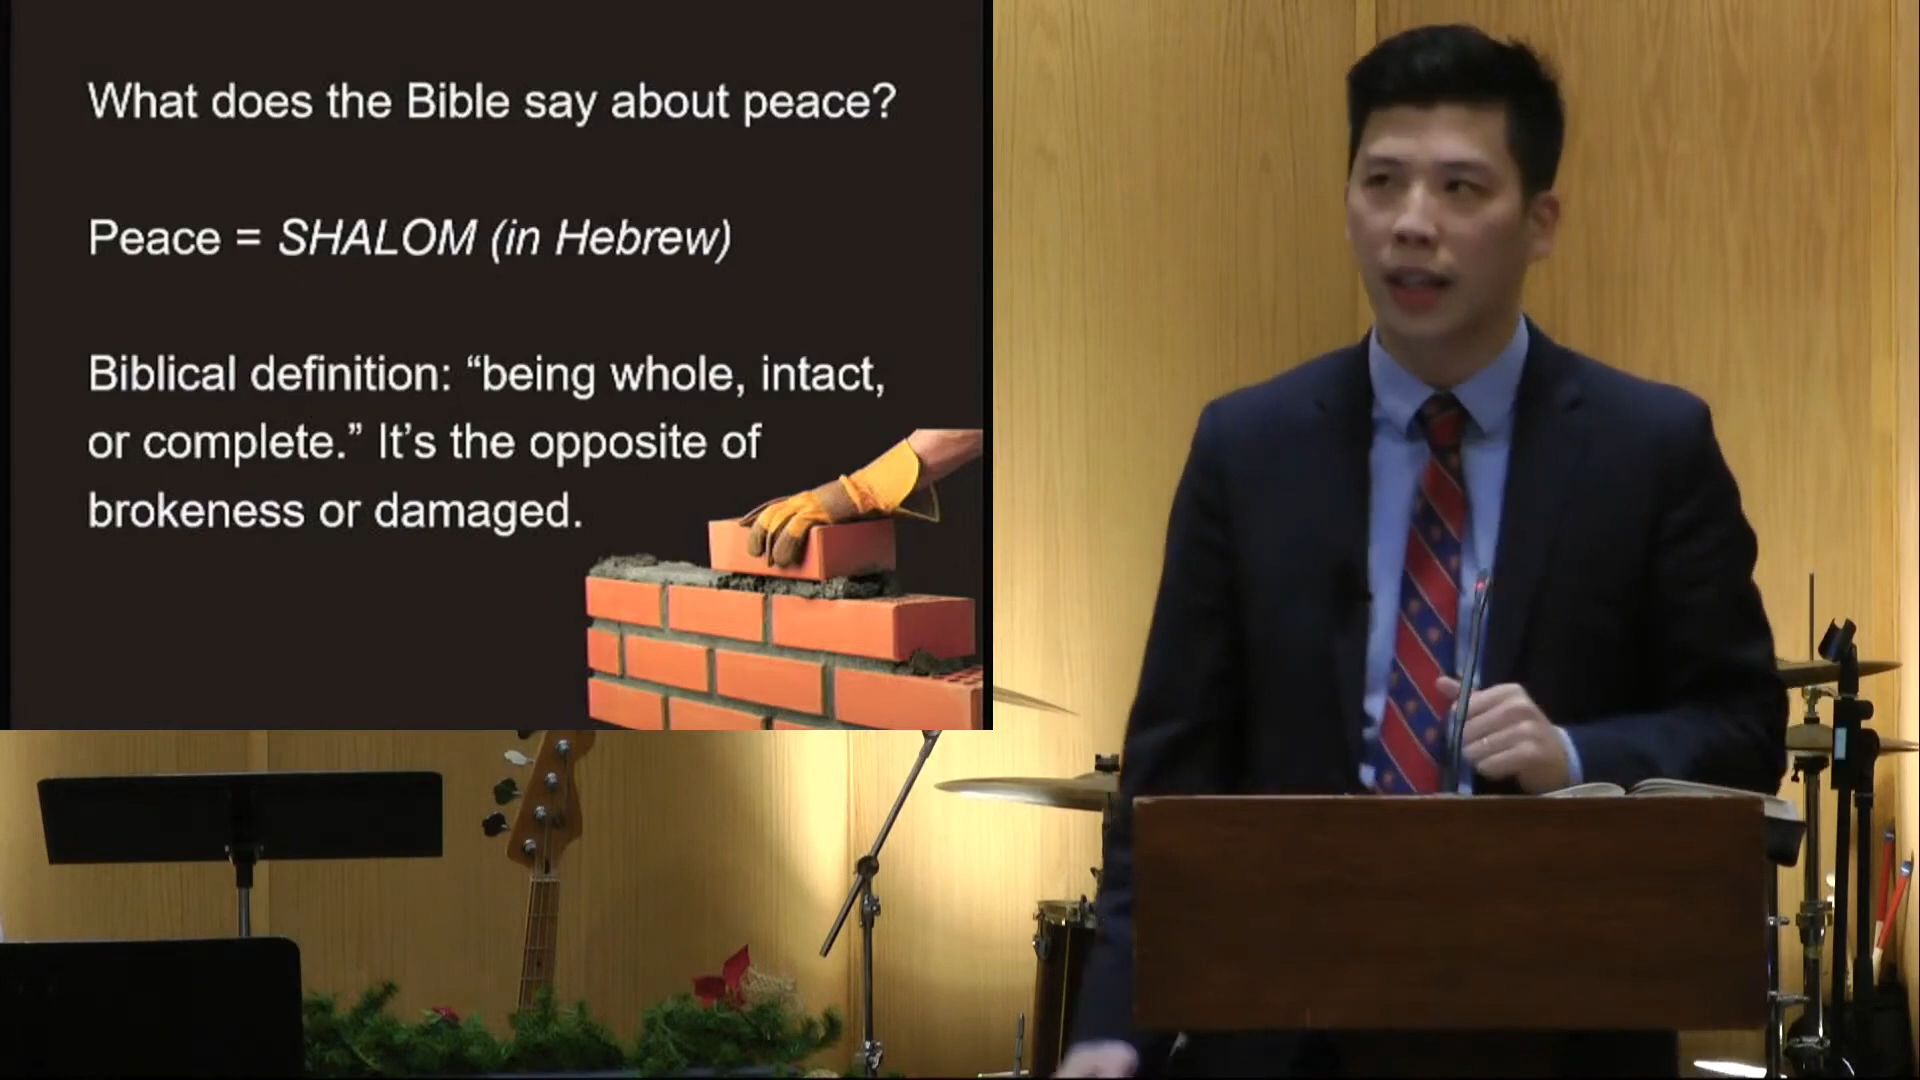 What does the Bible say about peace?
Peace = SHALOM (in Hebrew)
Biblical definition: “being whole, intact,
or complete.” It’s the opposite of
brokeness or damaged.